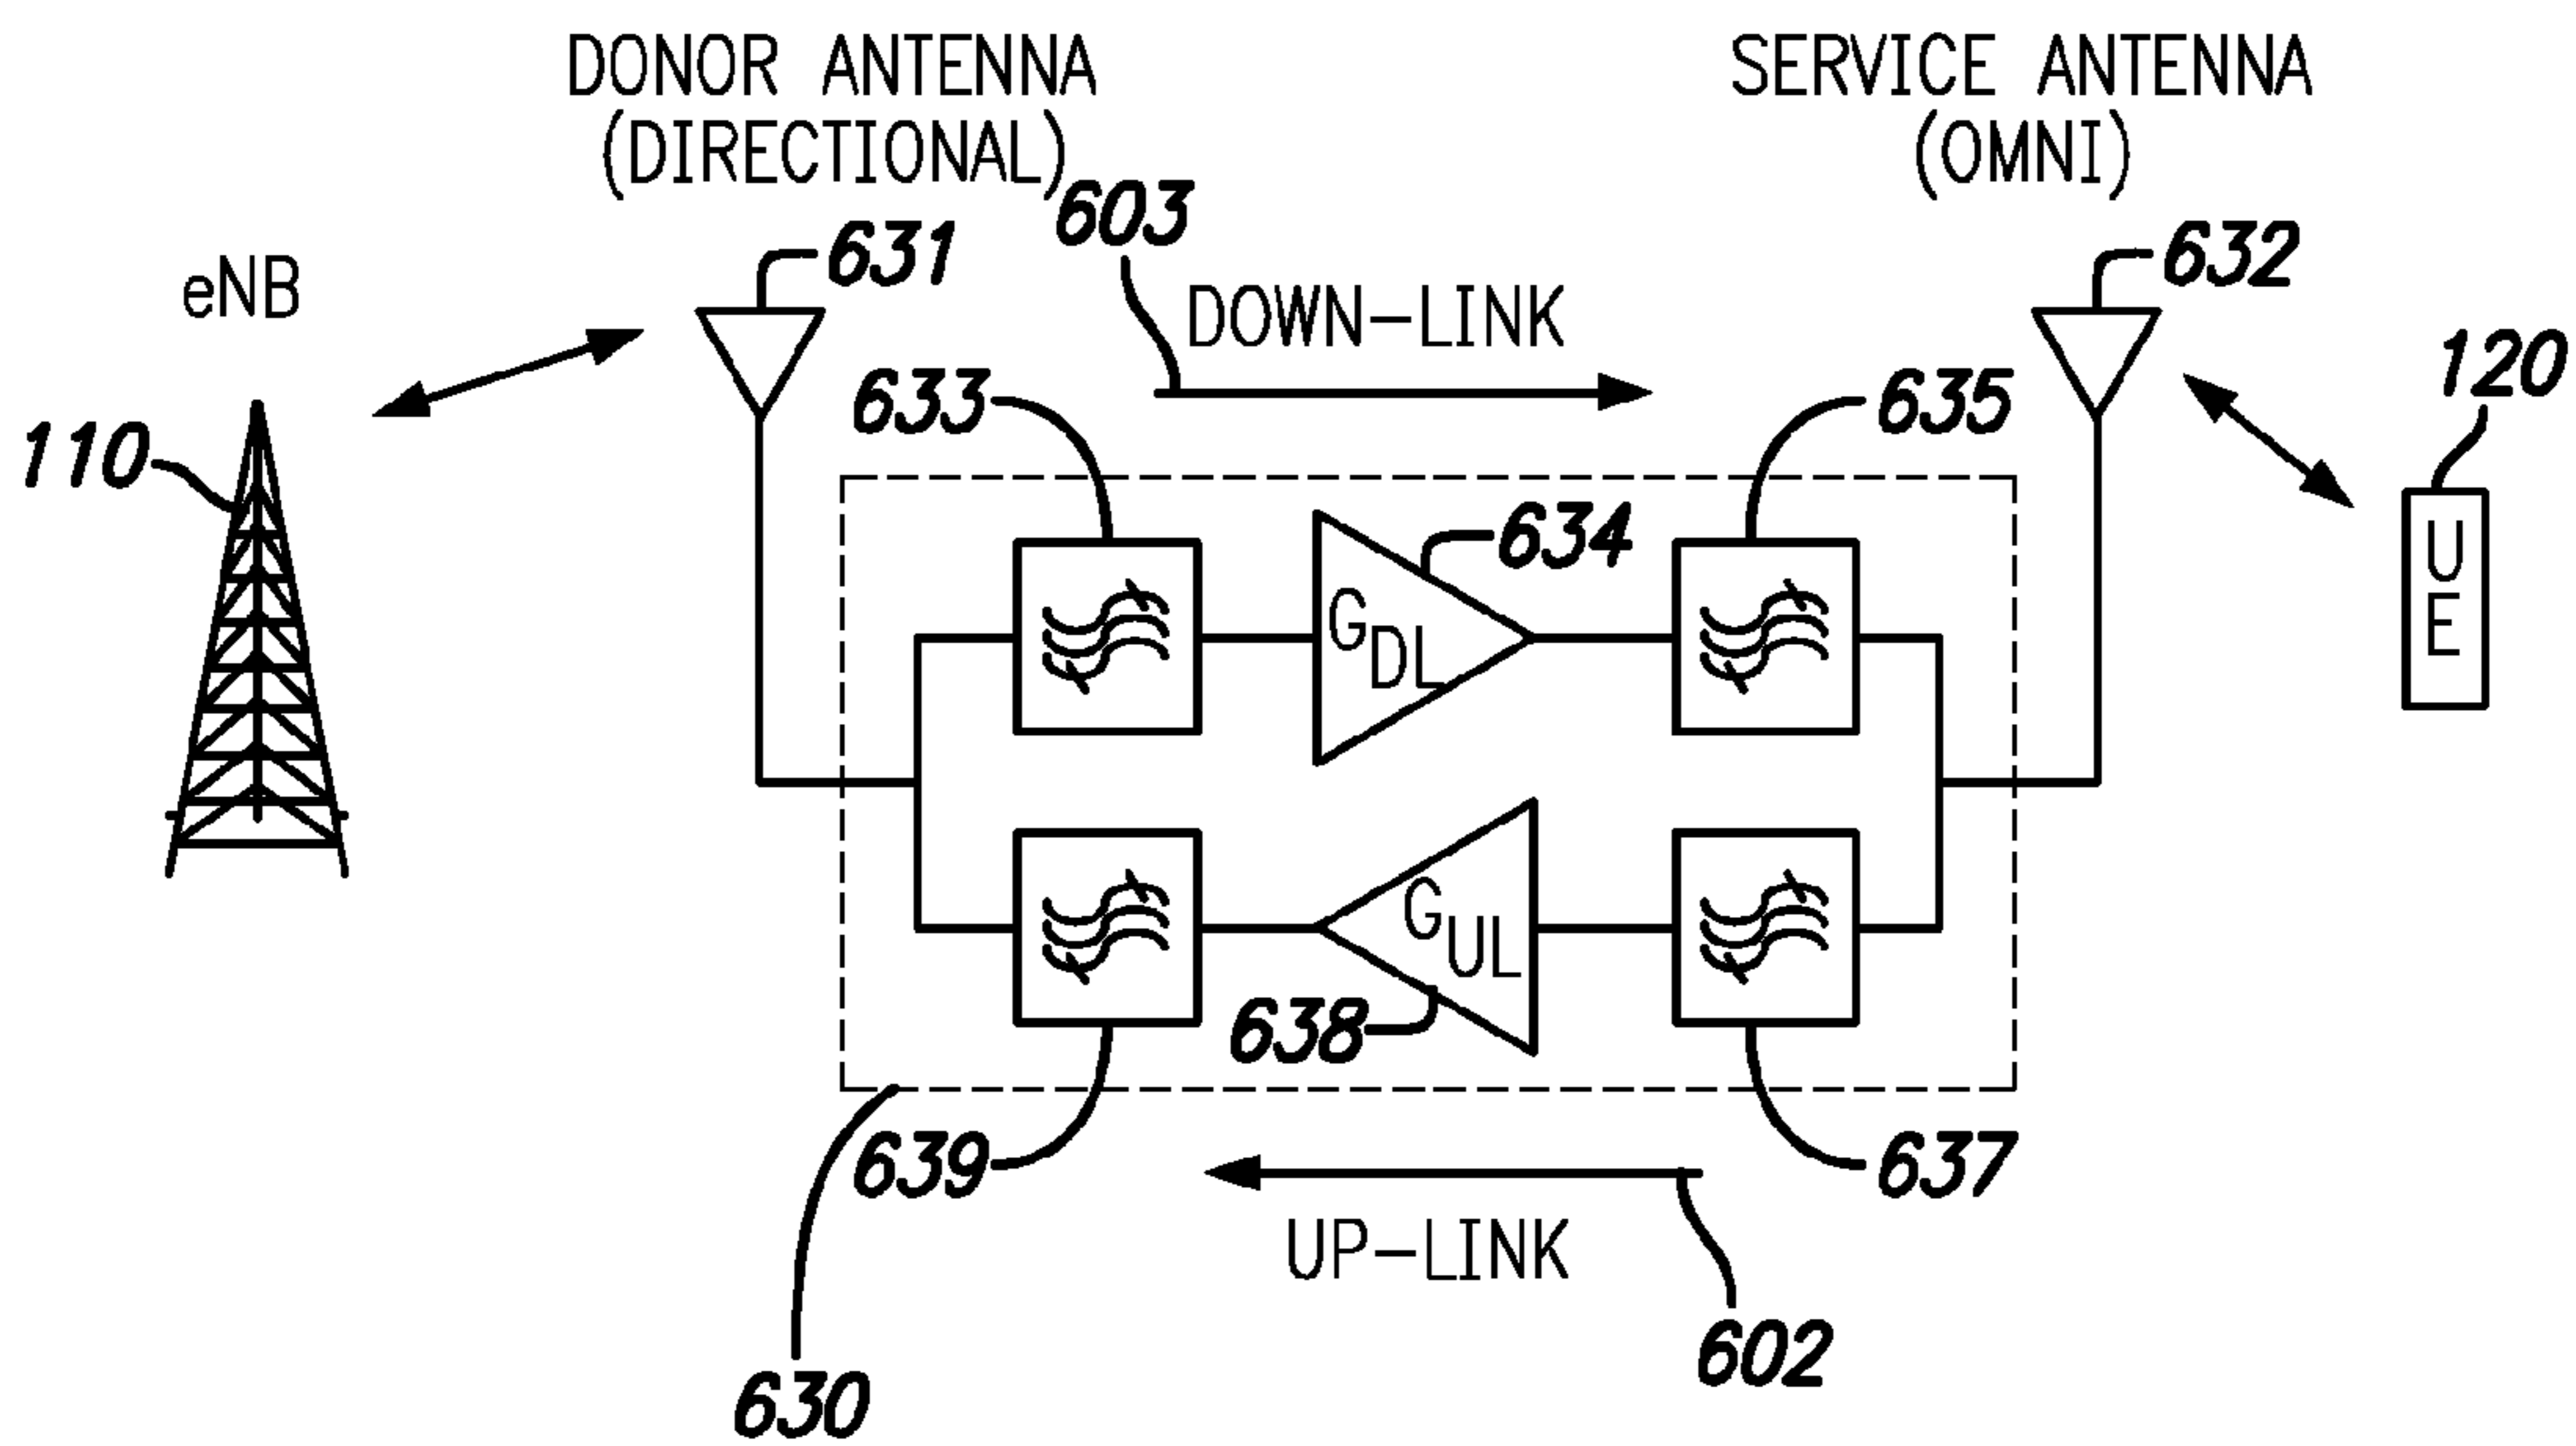 DONOR ANTENNA
(DIRECTIONAL)
SERVICE ANTENNA
(OMNI)
603
631
632
eNB
DOWN-LINK
120
633
635
110
634
U
E
GDL
GUL
638
639
637
UP-LINK
602
630